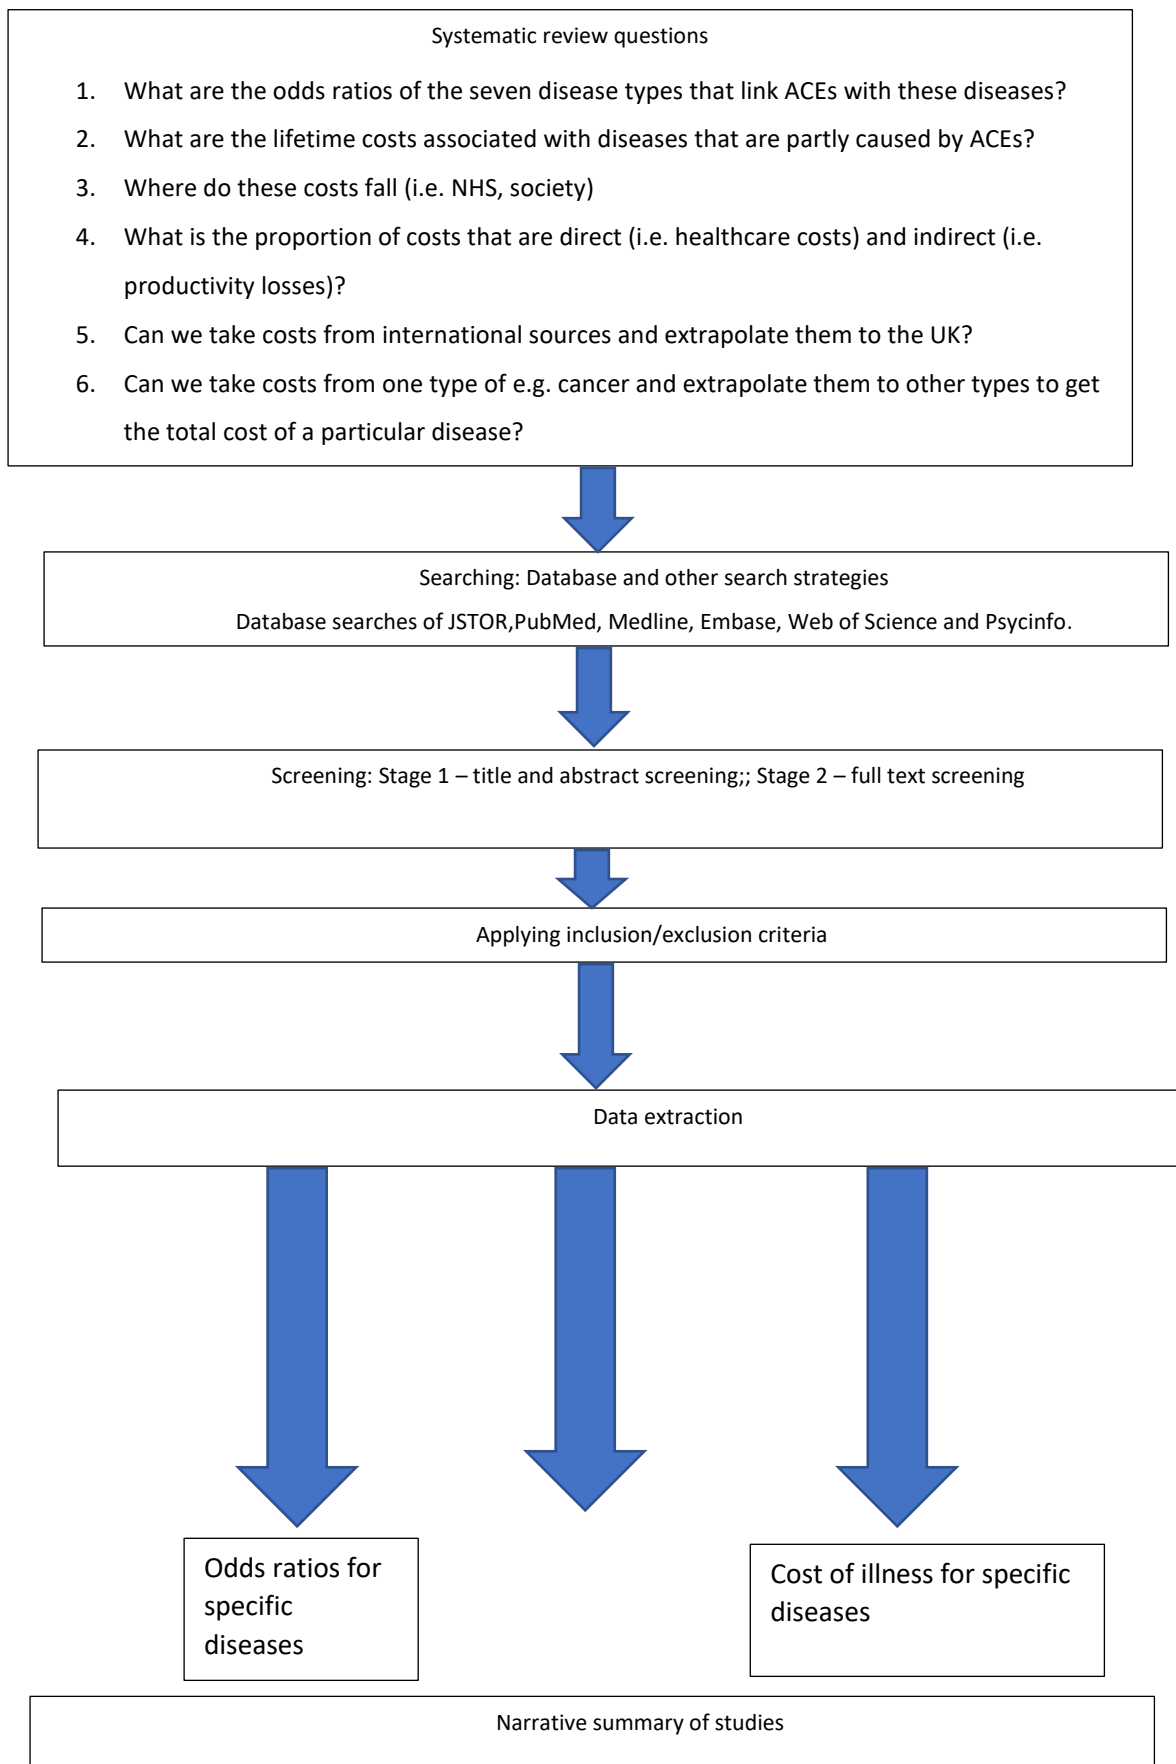 Systematic review questions
1. What are the odds ratios of the seven disease types that link ACEs with these diseases?
2. What are the lifetime costs associated with diseases that are partly caused by ACEs?
3. Where do these costs fall (i.e. NHS, society)
4. What is the proportion of costs that are direct (i.e. healthcare costs) and indirect (i.e.
productivity losses)?
5. Can we take costs from international sources and extrapolate them to the UK?
6. Can we take costs from one type of e.g. cancer and extrapolate them to other types to get
the total cost of a particular disease?
Searching: Database and other search strategies
Database searches of JSTOR,PubMed, Medline, Embase, Web of Science and Psycinfo.
Screening: Stage 1 – title and abstract screening;; Stage 2 – full text screening
Applying inclusion/exclusion criteria
Data extraction
Odds ratios for
specific
diseases
Cost of illness for specific
diseases
Narrative summary of studies